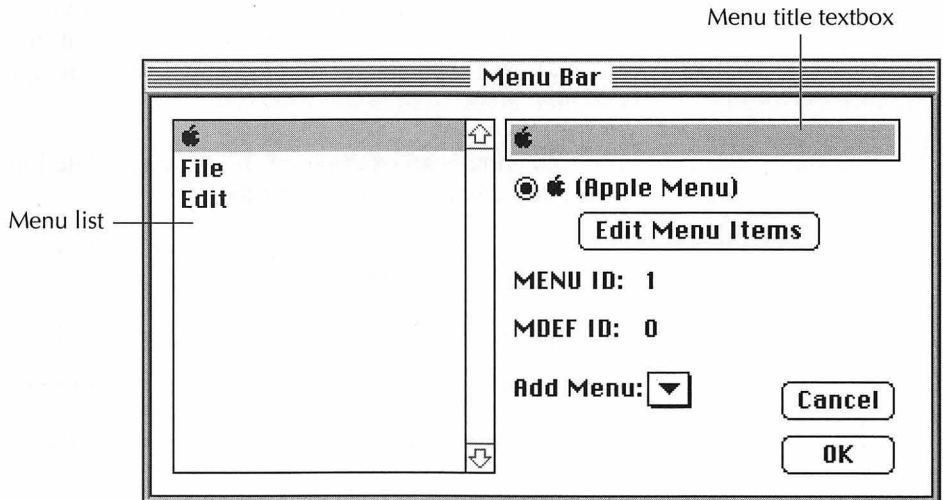 Menu title textbox
Menu Bar
File
Edit
Menu list
(Apple Menu)
Edit Menu Items
MENU ID: 1
MDEF ID: 0
Add Menu:
Cancel
OK